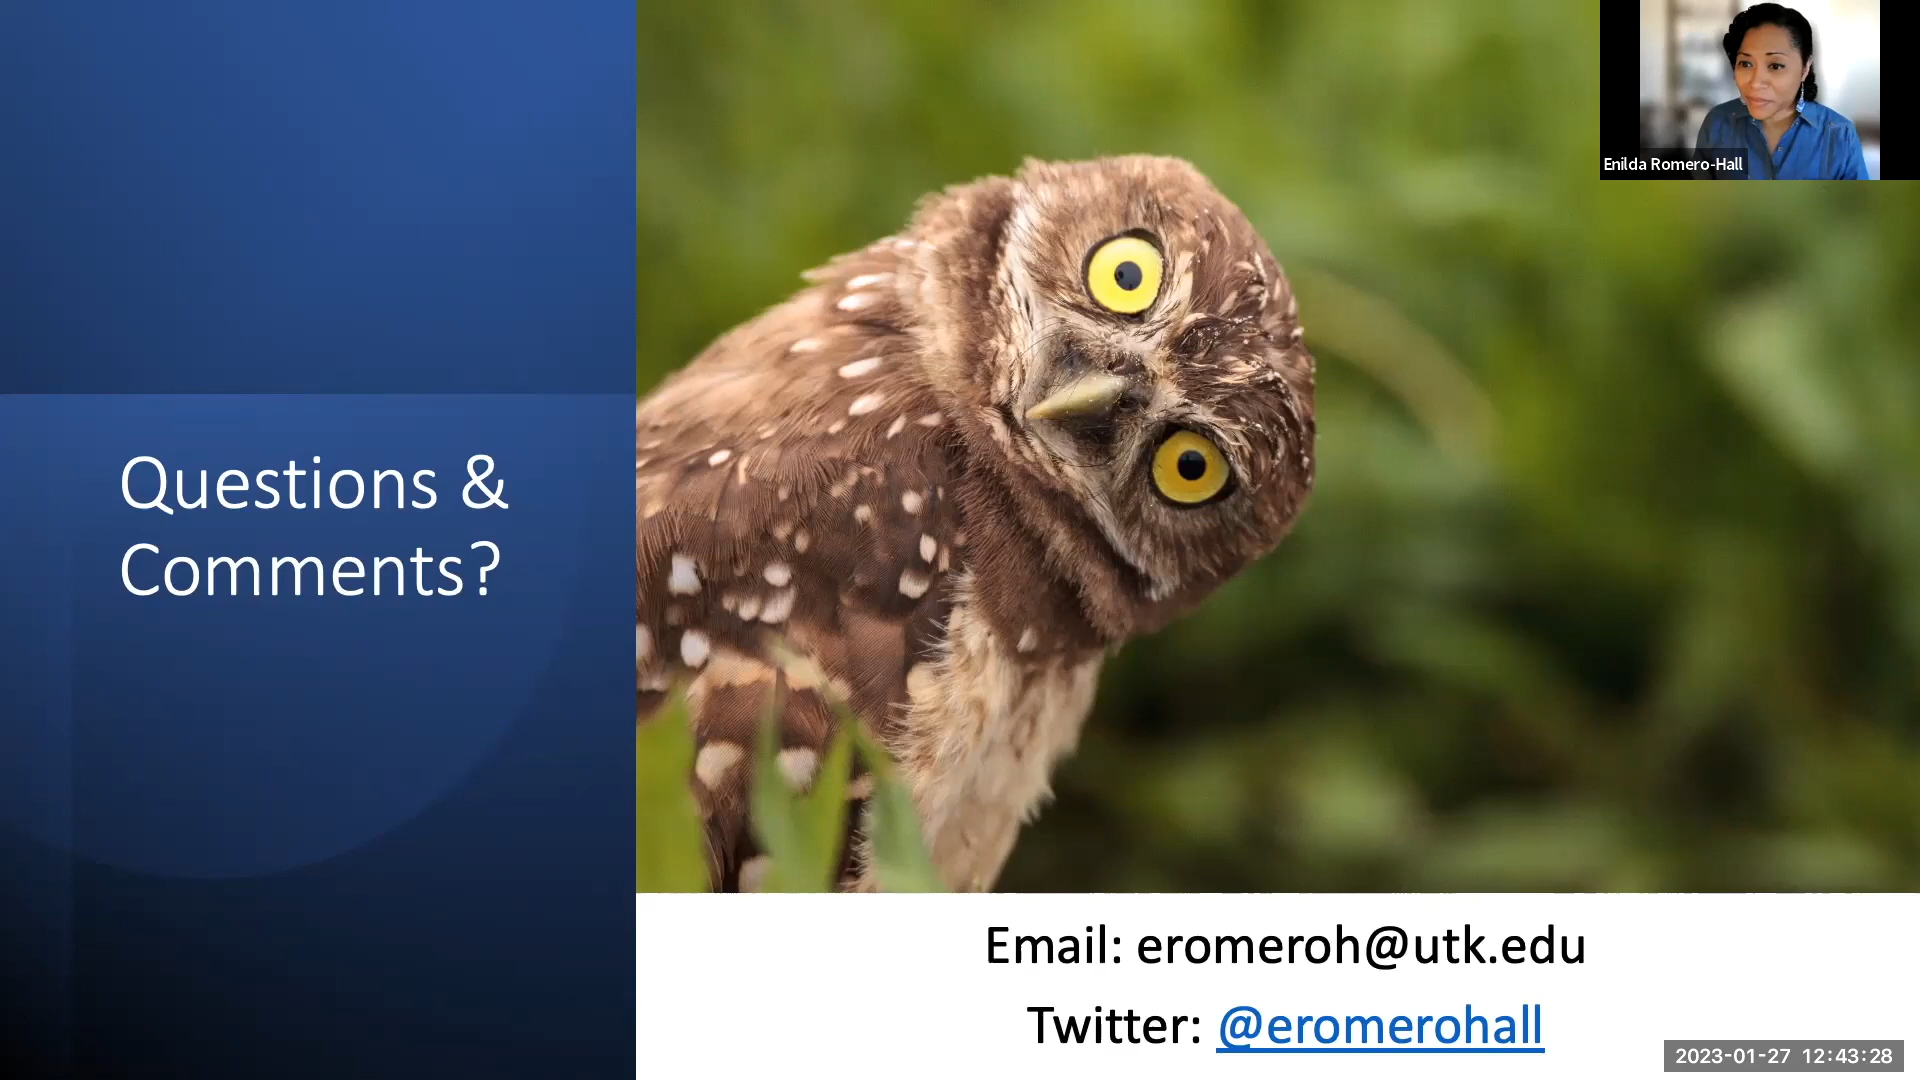 Enilda Romero-Hall
Questions &
Comments?
Email: eromeroh@utk.edu
Twitter: @eromerohall
2023-01-27 12:43:28